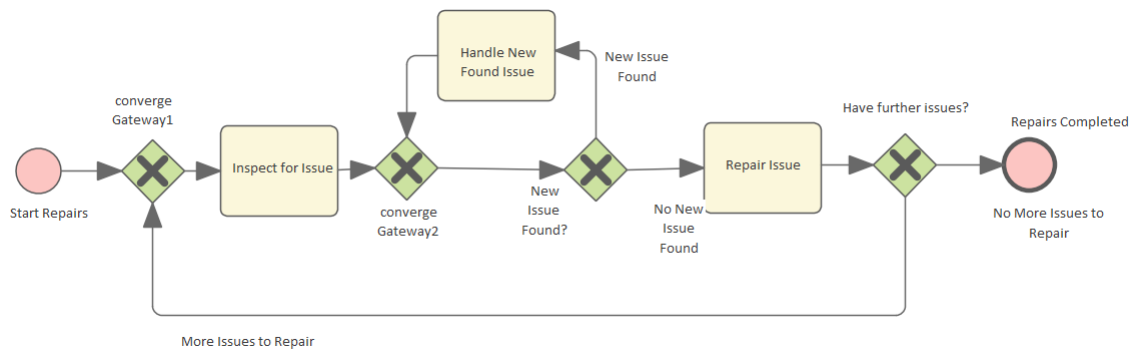 Handle New
Found Issue
New Issue
Found
converge
Gateway1
Have further issues?
Repairs Completed
Inspect for Issue
Repair Issue
Start Repairs
converge
Gateway2
New
Issue
Found?
No New
Issue
Found
No More Issues to
Repair
More Issues to Repair